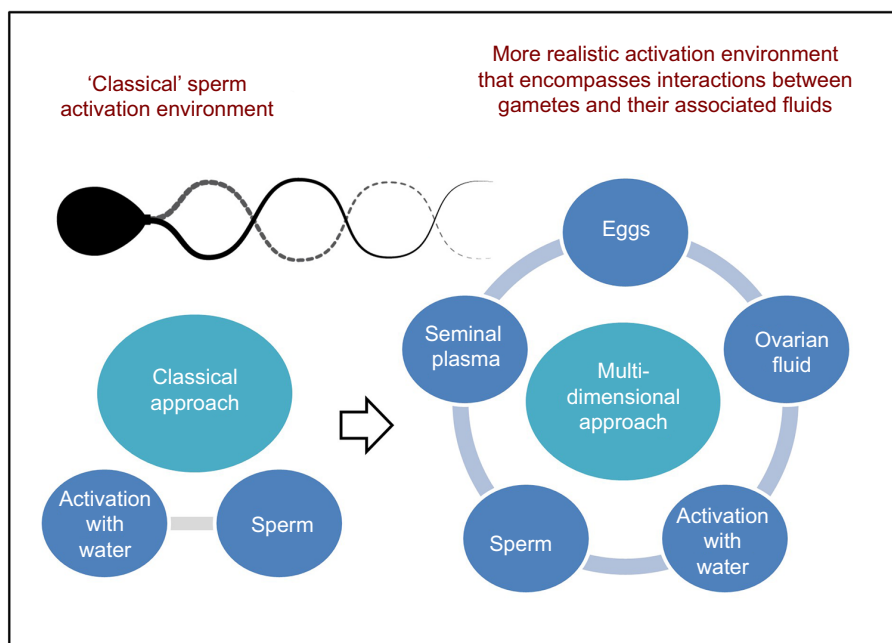 ‘Classical’ sperm
activation environment
More realistic activation environment
that encompasses interactions between
gametes and their associated fluids
Classical
approach
Activation
with
water
Sperm
Eggs
Seminal
plasma
Ovarian
fluid
Multi-
dimensional
approach
Sperm
Activation
with
water